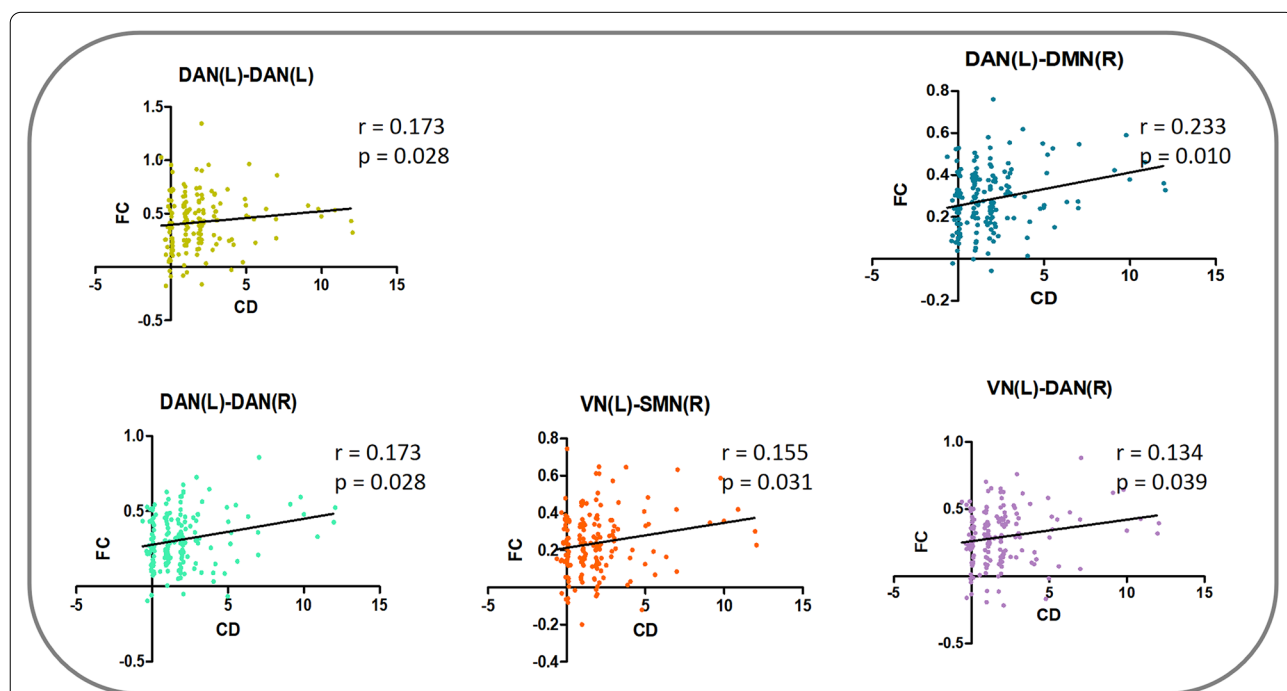 DAN(L)-DAN(L)
r = 0.173
p = 0.028
1.5
1.0
0.5
-0.5
FC
-5
5
10
15
CD
DAN(L)-DMN(R)
r = 0.233
p = 0.010
0.8
0.6
0.4
0.2
-0.2
FC
-5
5
10
15
CD
DAN(L)-DAN(R)
r = 0.173
p = 0.028
1.0
0.5
-0.5
FC
-5
5
10
15
CD
VN(L)-SMN(R)
r = 0.155
p = 0.031
0.8
0.6
0.4
0.2
-0.2
-0.4
FC
-5
5
10
15
CD
VN(L)-DAN(R)
r = 0.134
p = 0.039
1.0
0.5
-0.5
FC
-5
5
10
15
CD